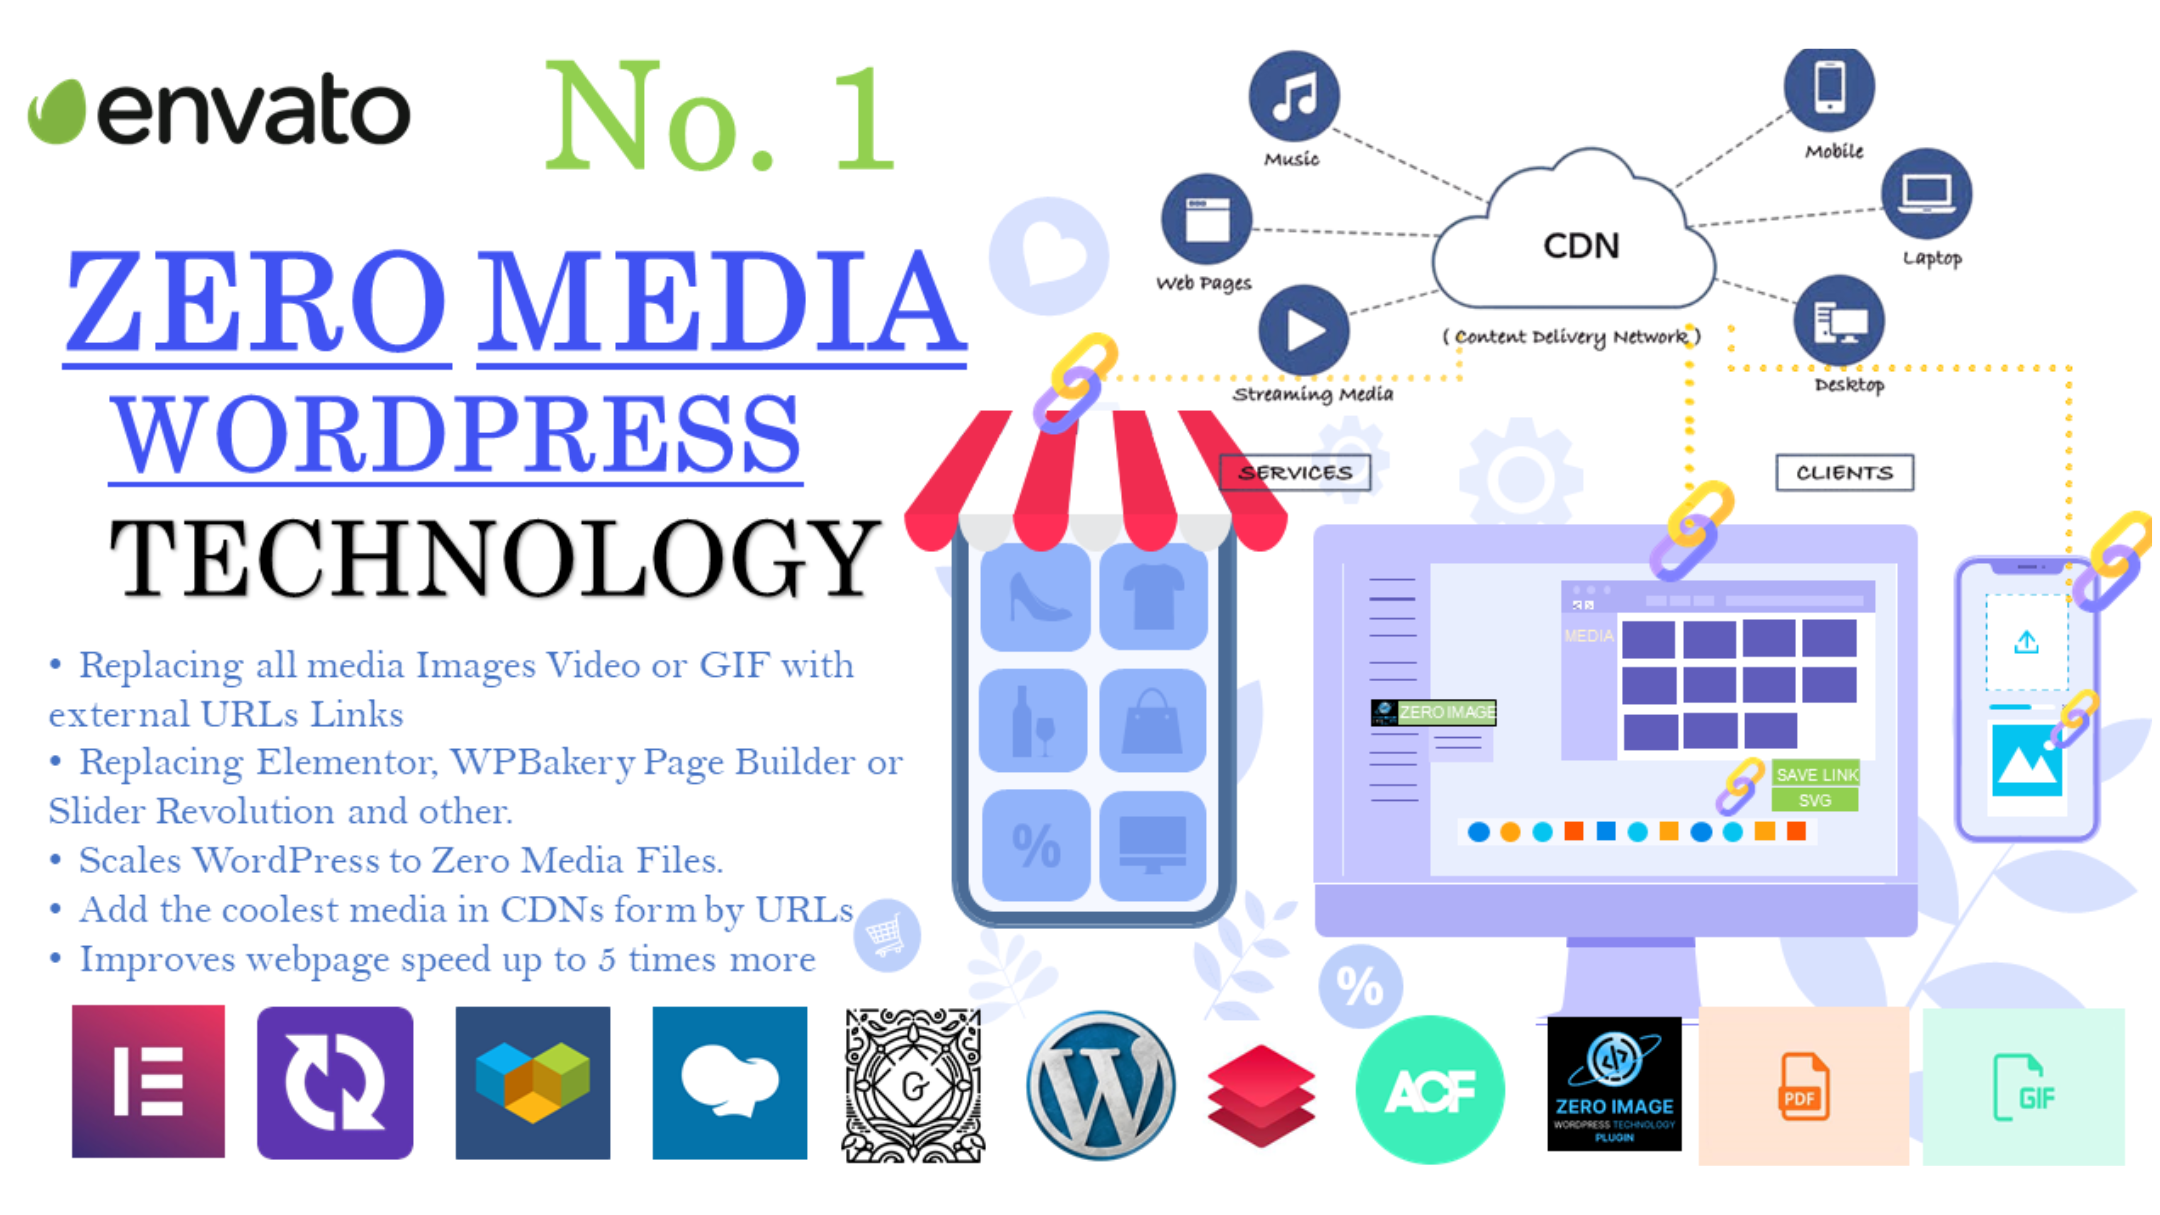 envato
No. 1
ZERO MEDIA
WORDPRESS
TECHNOLOGY
• Replacing all media Images Video or GIF with
external URLs Links
• Replacing Elementor, WPBakery Page Builder or
Slider Revolution and other.
• Scales WordPress to Zero Media Files.
• Add the coolest media in CDNs form by URLs
• Improves webpage speed up to 5 times more
Music
Mobile
Web Pages
CDN
Laptop
( Content Delivery Network )
Streaming Media
Desktop
SERVICES
CLIENTS
MEDIA
ZERO IMAGE
SAVE LINK
SVG
%
%
G
W
ACF
ZERO IMAGE
WORDPRESS TECHNOLOGY
PLUGIN
PDF
GIF